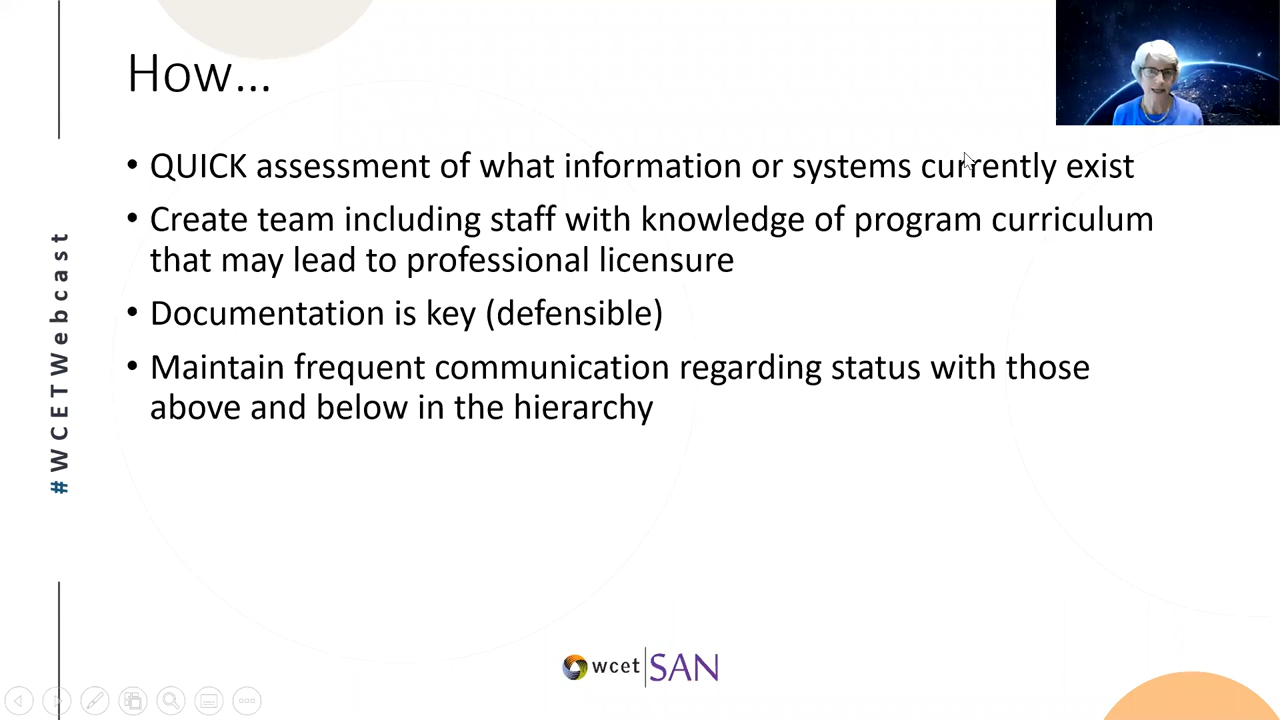 How...
• QUICK assessment of what information or systems currently exist
• Create team including staff with knowledge of program curriculum
that may lead to professional licensure
• Documentation is key (defensible)
• Maintain frequent communication regarding status with those
above and below in the hierarchy
#WCETWebcast
wcet|SAN